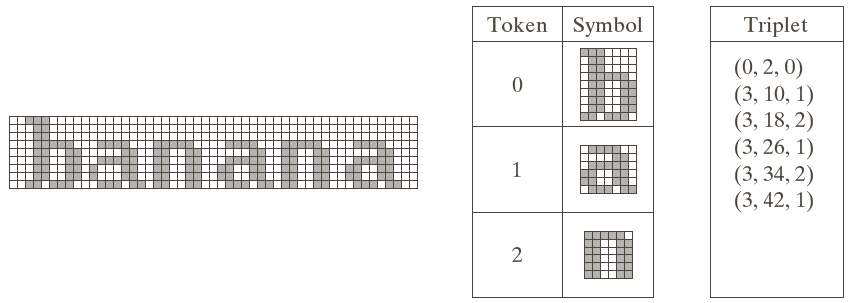 banana
Token Symbol
0 b
1 a
2 n
Triplet
(0, 2, 0)
(3, 10, 1)
(3, 18, 2)
(3, 26, 1)
(3, 34, 2)
(3, 42, 1)